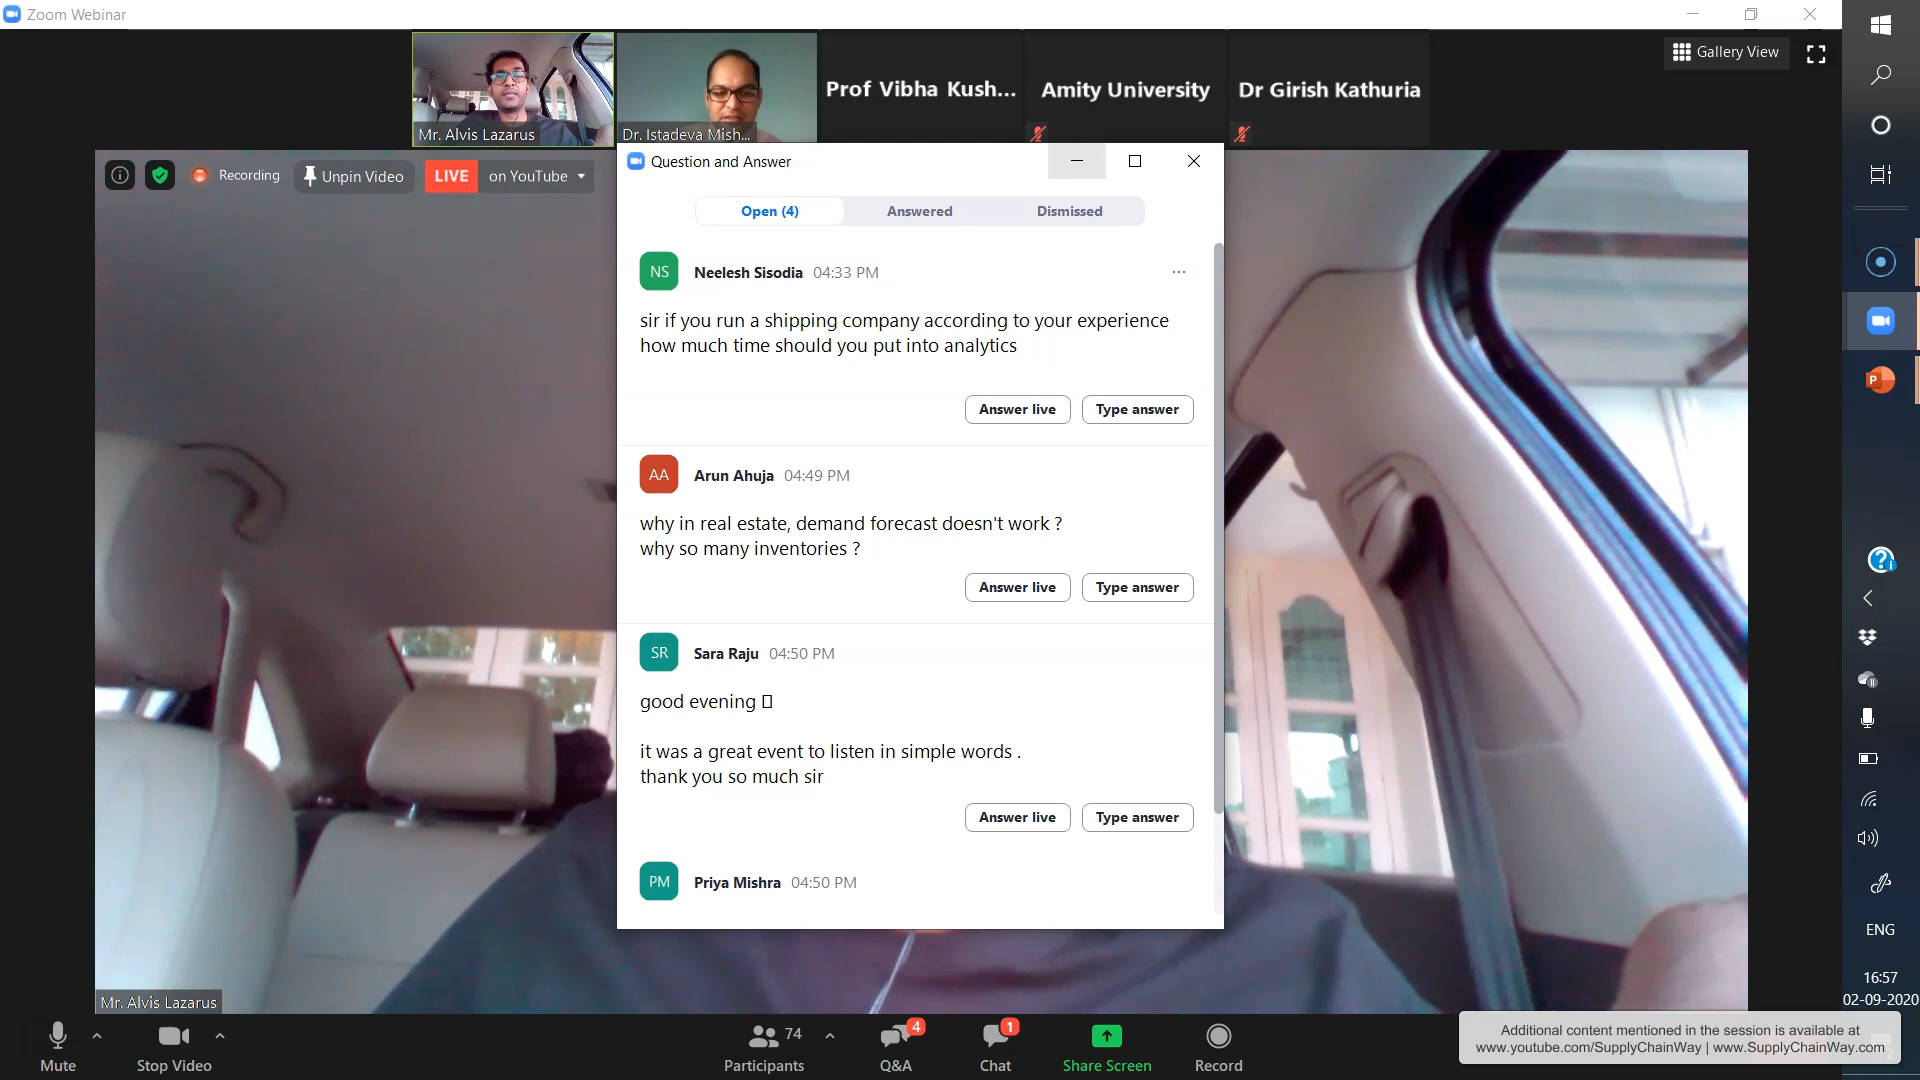 Zoom Webinar
Gallery View
Prof Vibha Kush...
Amity University
Dr Girish Kathuria
Mr. Alvis Lazarus
Dr. Istadeva Mish...
Recording
Unpin Video
LIVE
on YouTube
Question and Answer
Open (4)
Answered
Dismissed
NS
Neelesh Sisodia 04:33 PM
...
sir if you run a shipping company according to your experience
how much time should you put into analytics
Answer live
Type answer
AA
Arun Ahuja 04:49 PM
why in real estate, demand forecast doesn't work ?
why so many inventories ?
Answer live
Type answer
SR
Sara Raju 04:50 PM
good evening
it was a great event to listen in simple words .
thank you so much sir
Answer live
Type answer
PM
Priya Mishra 04:50 PM
P
ENG
16:57
02-09-2020
Mr. Alvis Lazarus
Mute
Stop Video
74
Participants
4
Q&A
1
Chat
Share Screen
Record
Additional content mentioned in the session is available at
www.youtube.com/SupplyChainWay | www.SupplyChainWay.com